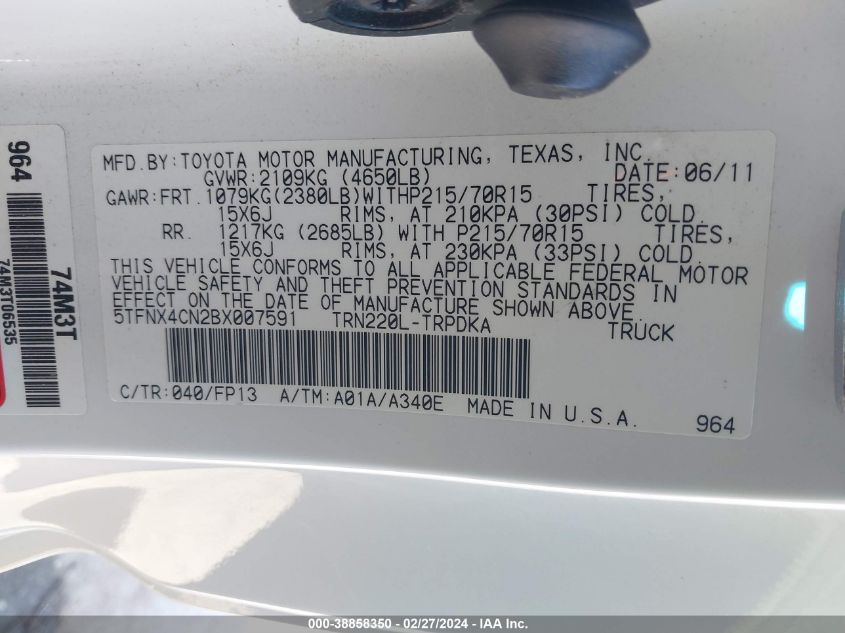 MFD.BY:TOYOTA MOTOR MANUFACTURING, TEXAS, INC.
GVWR:2109KG (4650LB) DATE:06/11
GAWR:FRT.1079KG(2380LB)WITHP215/70R15 TIRES,
15X6J RIMS, AT 210KPA (30PSI) COLD.
RR. 1217KG (2685LB) WITH P215/70R15 TIRES,
15X6J RIMS, AT 230KPA (33PSI) COLD.
THIS VEHICLE CONFORMS TO ALL APPLICABLE FEDERAL MOTOR
VEHICLE SAFETY AND THEFT PREVENTION STANDARDS IN
EFFECT ON THE DATE OF MANUFACTURE SHOWN ABOVE.
5TFNX4CN2BX007591 TRN220L-TRPDKA TRUCK
C/TR:040/FP13 A/TM:A01A/A340E MADE IN U.S.A.
964
964
74M3T
74M3T06535
000-38858350 - 02/27/2024 - IAA Inc.